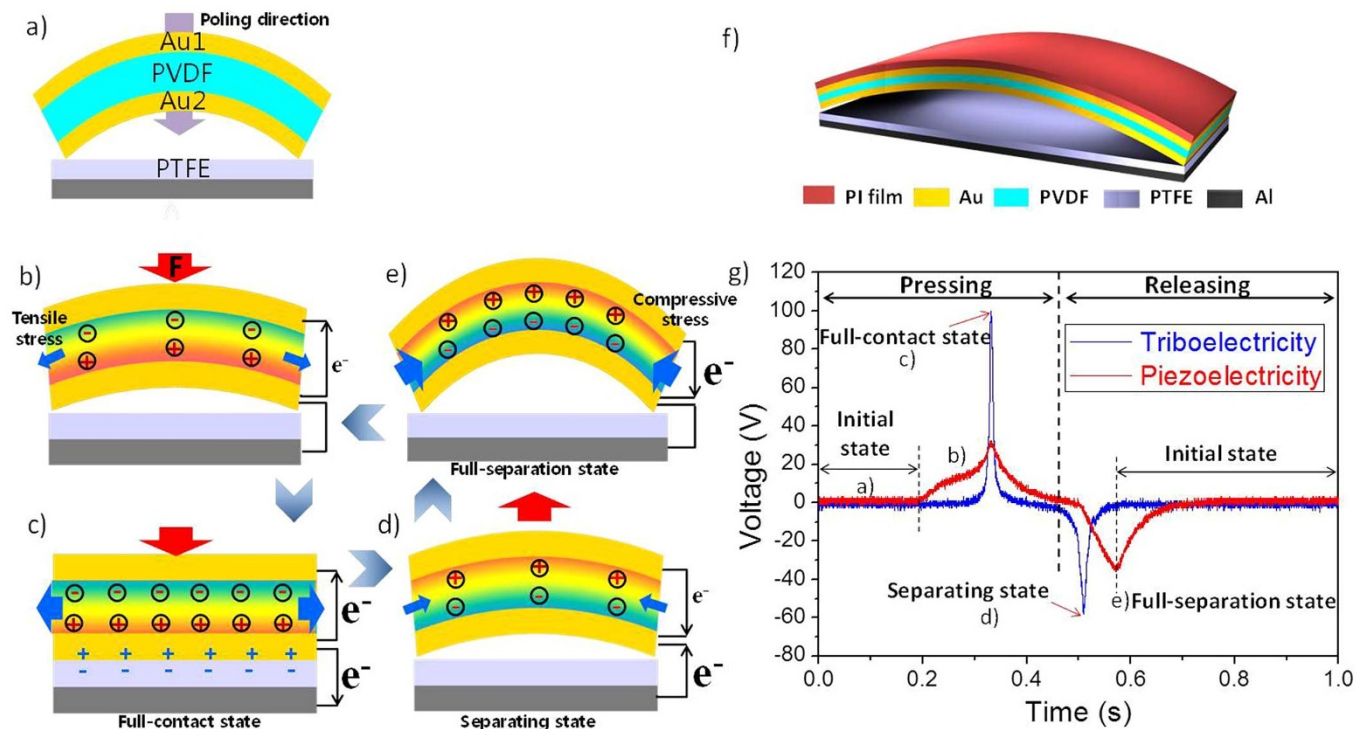 a)
Poling direction
Au1
PVDF
Au2
PTFE
f)
PI film Au PVDF PTFE Al
b)
F
Tensile
stress
- - -
+ + +
e⁻
e)
+ + + + +
- - - - -
Compressive
stress
e⁻
Full-separation state
c)
- - - - - -
+ + + + + +
e⁻
+ + + + + +
- - - - - -
e⁻
Full-contact state
d)
+ + +
- - -
e⁻
e⁻
Separating state
g)
120
100
80
60
40
20
0
-20
-40
-60
-80
Voltage (V)
Pressing
Releasing
Full-contact state
c)
Triboelectricity
Piezoelectricity
Initial
state
a)
b)
Initial state
Separating state
d)
e) Full-separation state
0.0 0.2 0.4 0.6 0.8 1.0
Time (s)